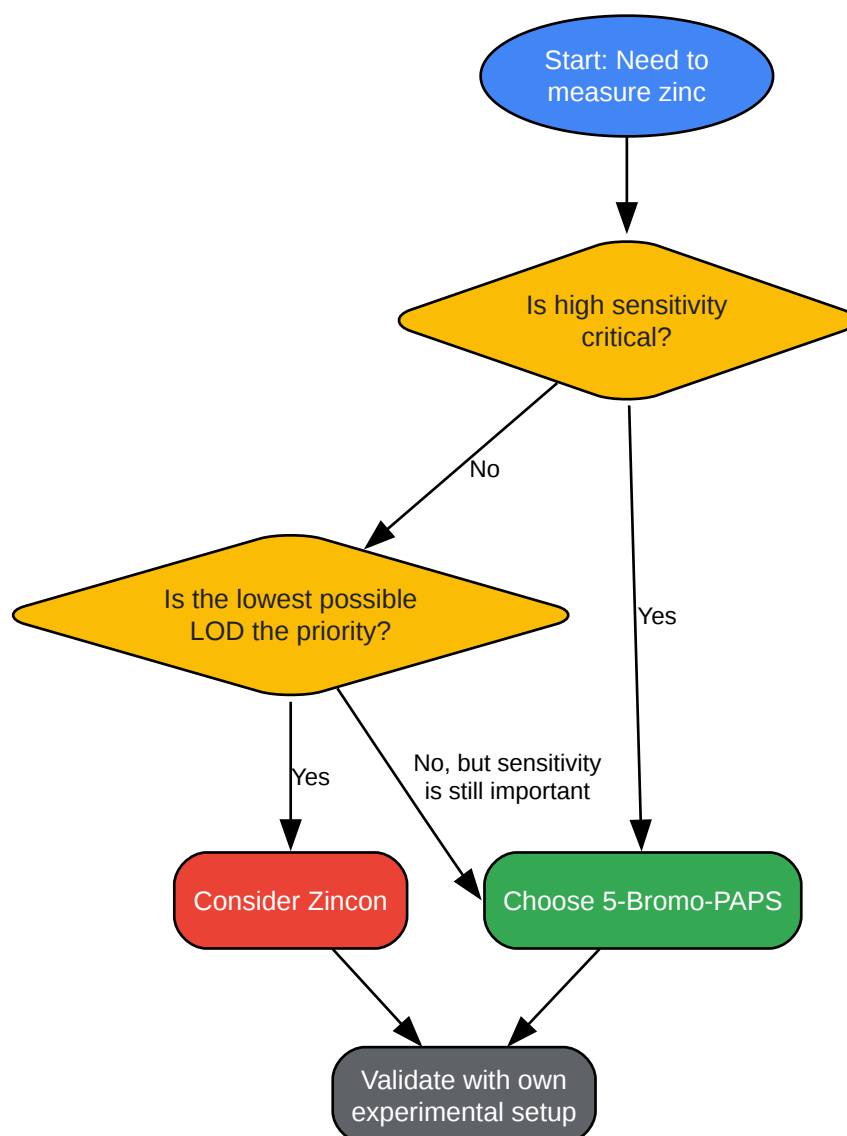 Start: Need to
measure zinc
Is high sensitivity
critical?
No
Is the lowest possible
LOD the priority?
Yes
Yes
No, but sensitivity
is still important
Consider Zincon
Choose 5-Bromo-PAPS
Validate with own
experimental setup